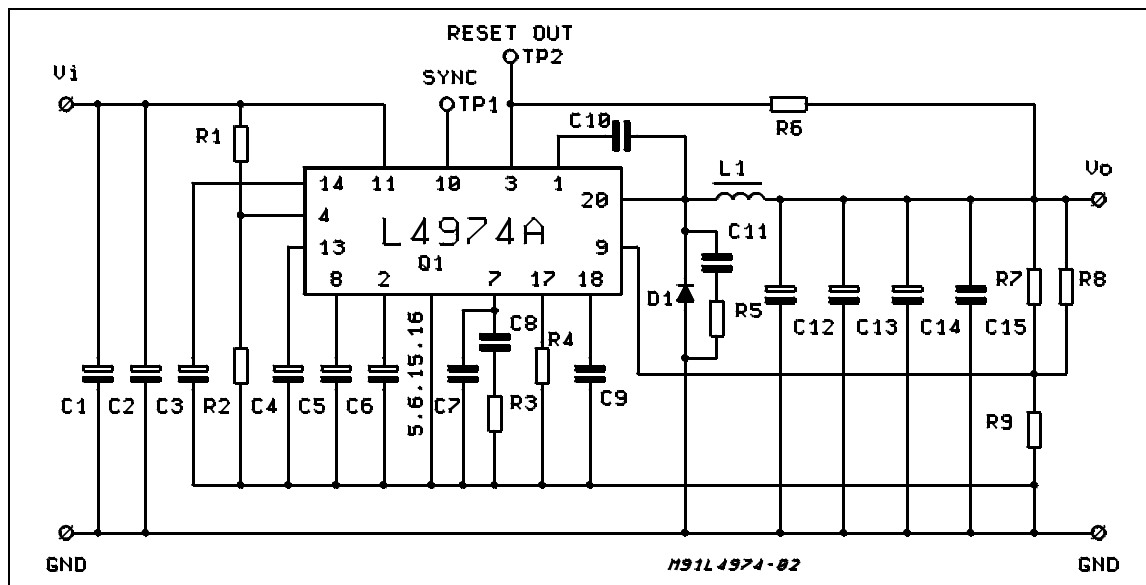 RESET OUT
TP2
Vi
SYNC
TP1
C10
R6
R1
L1
Vo
14
11
10
3
1
20
4
L4974A
C11
13
9
Q1
8
2
7
17
18
D1
R5
R7
R8
C12
C13
C14
C15
5.6.15.16
C8
R4
C1
C2
C3
R2
C4
C5
C6
C7
R3
C9
R9
GND
M91L4974-02
GND